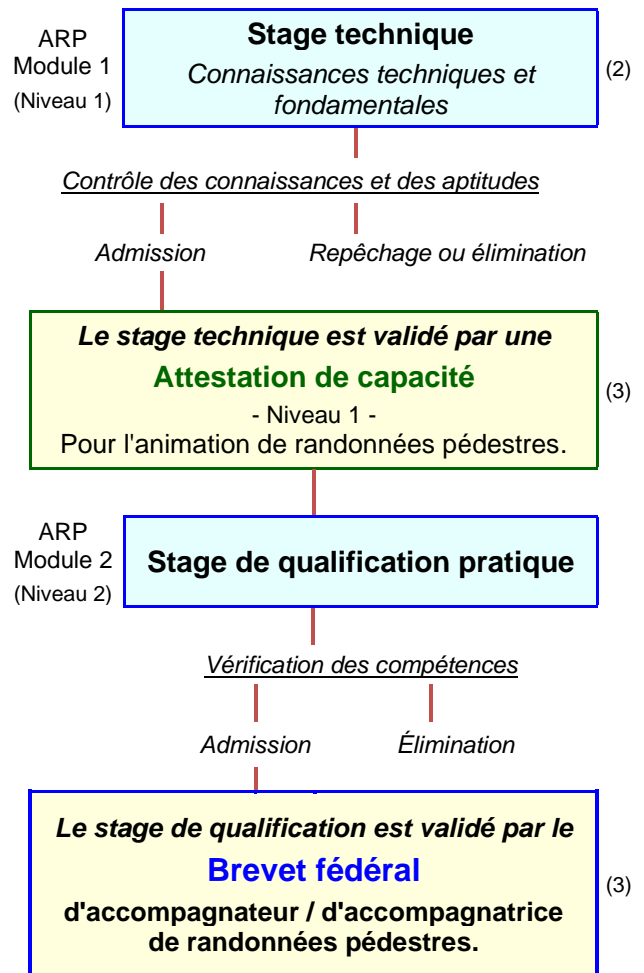 ARP
Module 1
(Niveau 1)
Stage technique
Connaissances techniques et
fondamentales
(2)
Contrôle des connaissances et des aptitudes
Admission
Repêchage ou élimination
Le stage technique est validé par une
Attestation de capacité
- Niveau 1 -
Pour l'animation de randonnées pédestres.
(3)
ARP
Module 2
(Niveau 2)
Stage de qualification pratique
Vérification des compétences
Admission
Élimination
Le stage de qualification est validé par le
Brevet fédéral
d'accompagnateur / d'accompagnatrice
de randonnées pédestres.
(3)